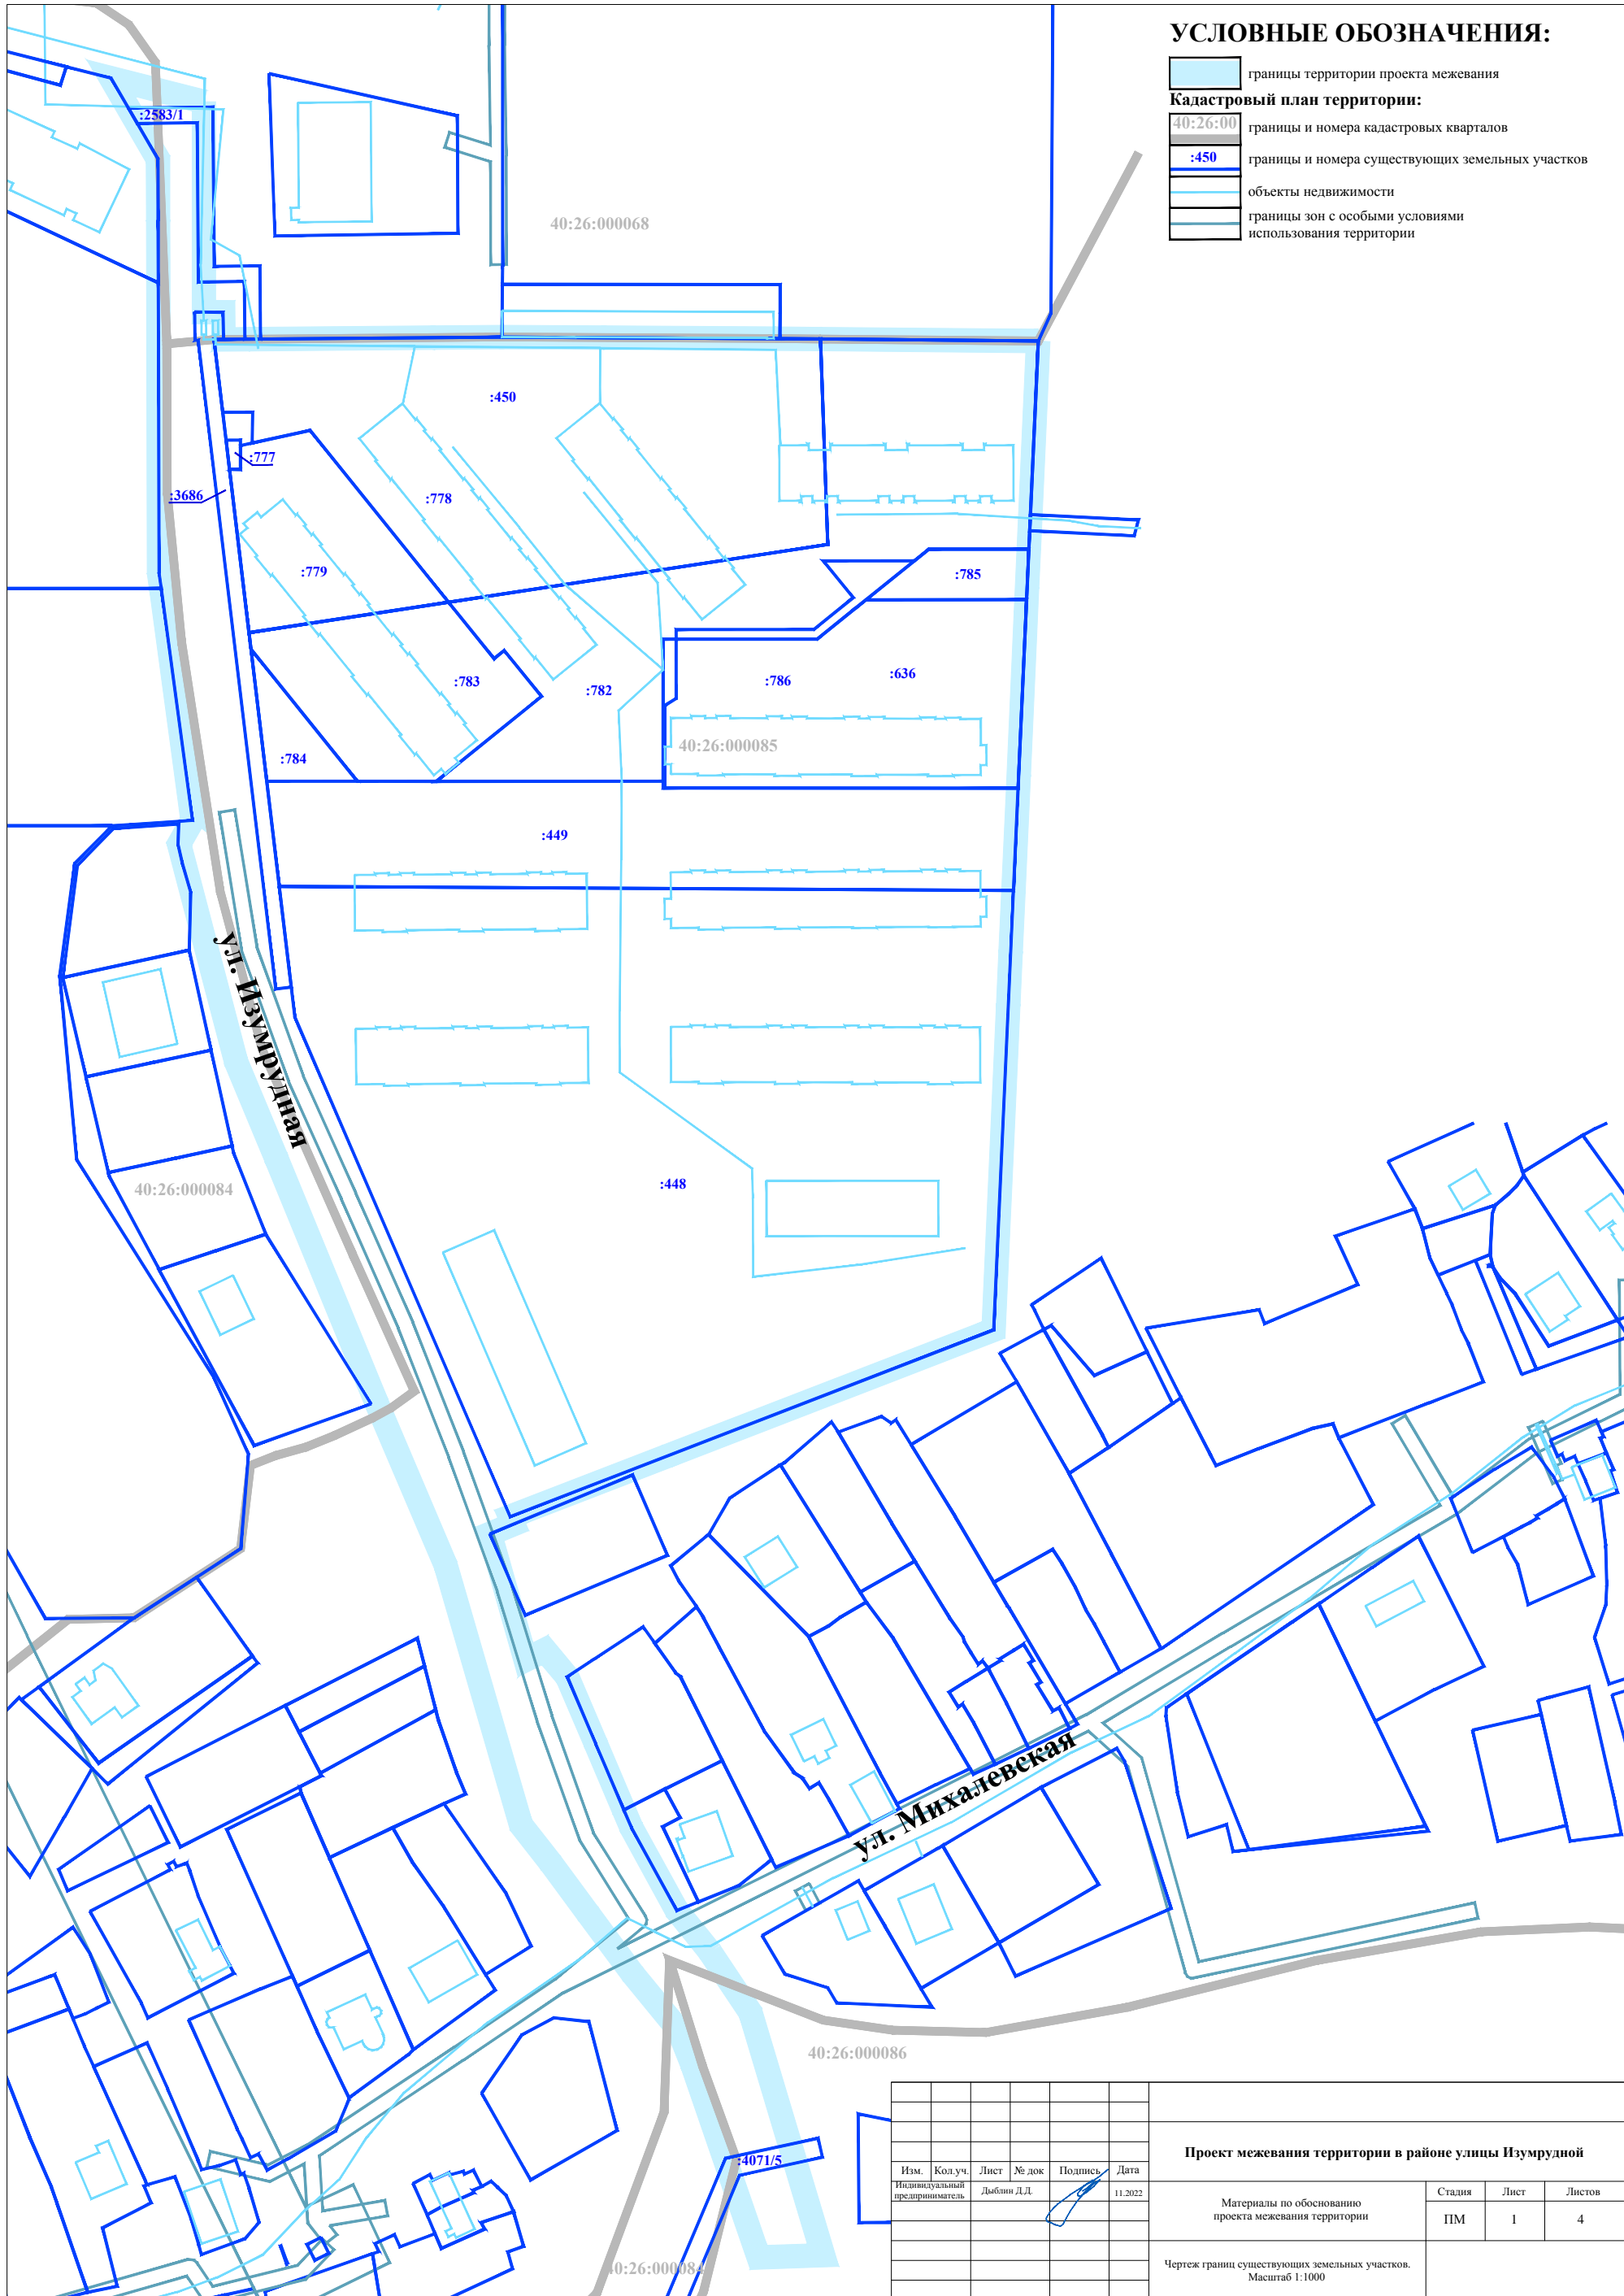 УСЛОВНЫЕ ОБОЗНАЧЕНИЯ:
границы территории проекта межевания
Кадастровый план территории:
40:26:00 границы и номера кадастровых кварталов
:450 границы и номера существующих земельных участков
объекты недвижимости
границы зон с особыми условиями
использования территории
:2583/1
40:26:000068
:450
:777
:3686
:778
:779
:785
:636
:786
:783
:782
40:26:000085
:784
:449
ул. Изумрудная
40:26:000084
:448
ул. Михалевская
40:26:000086
:4071/5
40:26:000084
Проект межевания территории в районе улицы Изумрудной
Изм. Кол.уч. Лист № док Подпись Дата
Индивидуальный
предприниматель
Дыблин Д.Д.
11.2022
Материалы по обоснованию
проекта межевания территории
Стадия Лист Листов
ПМ 1 4
Чертеж границ существующих земельных участков.
Масштаб 1:1000